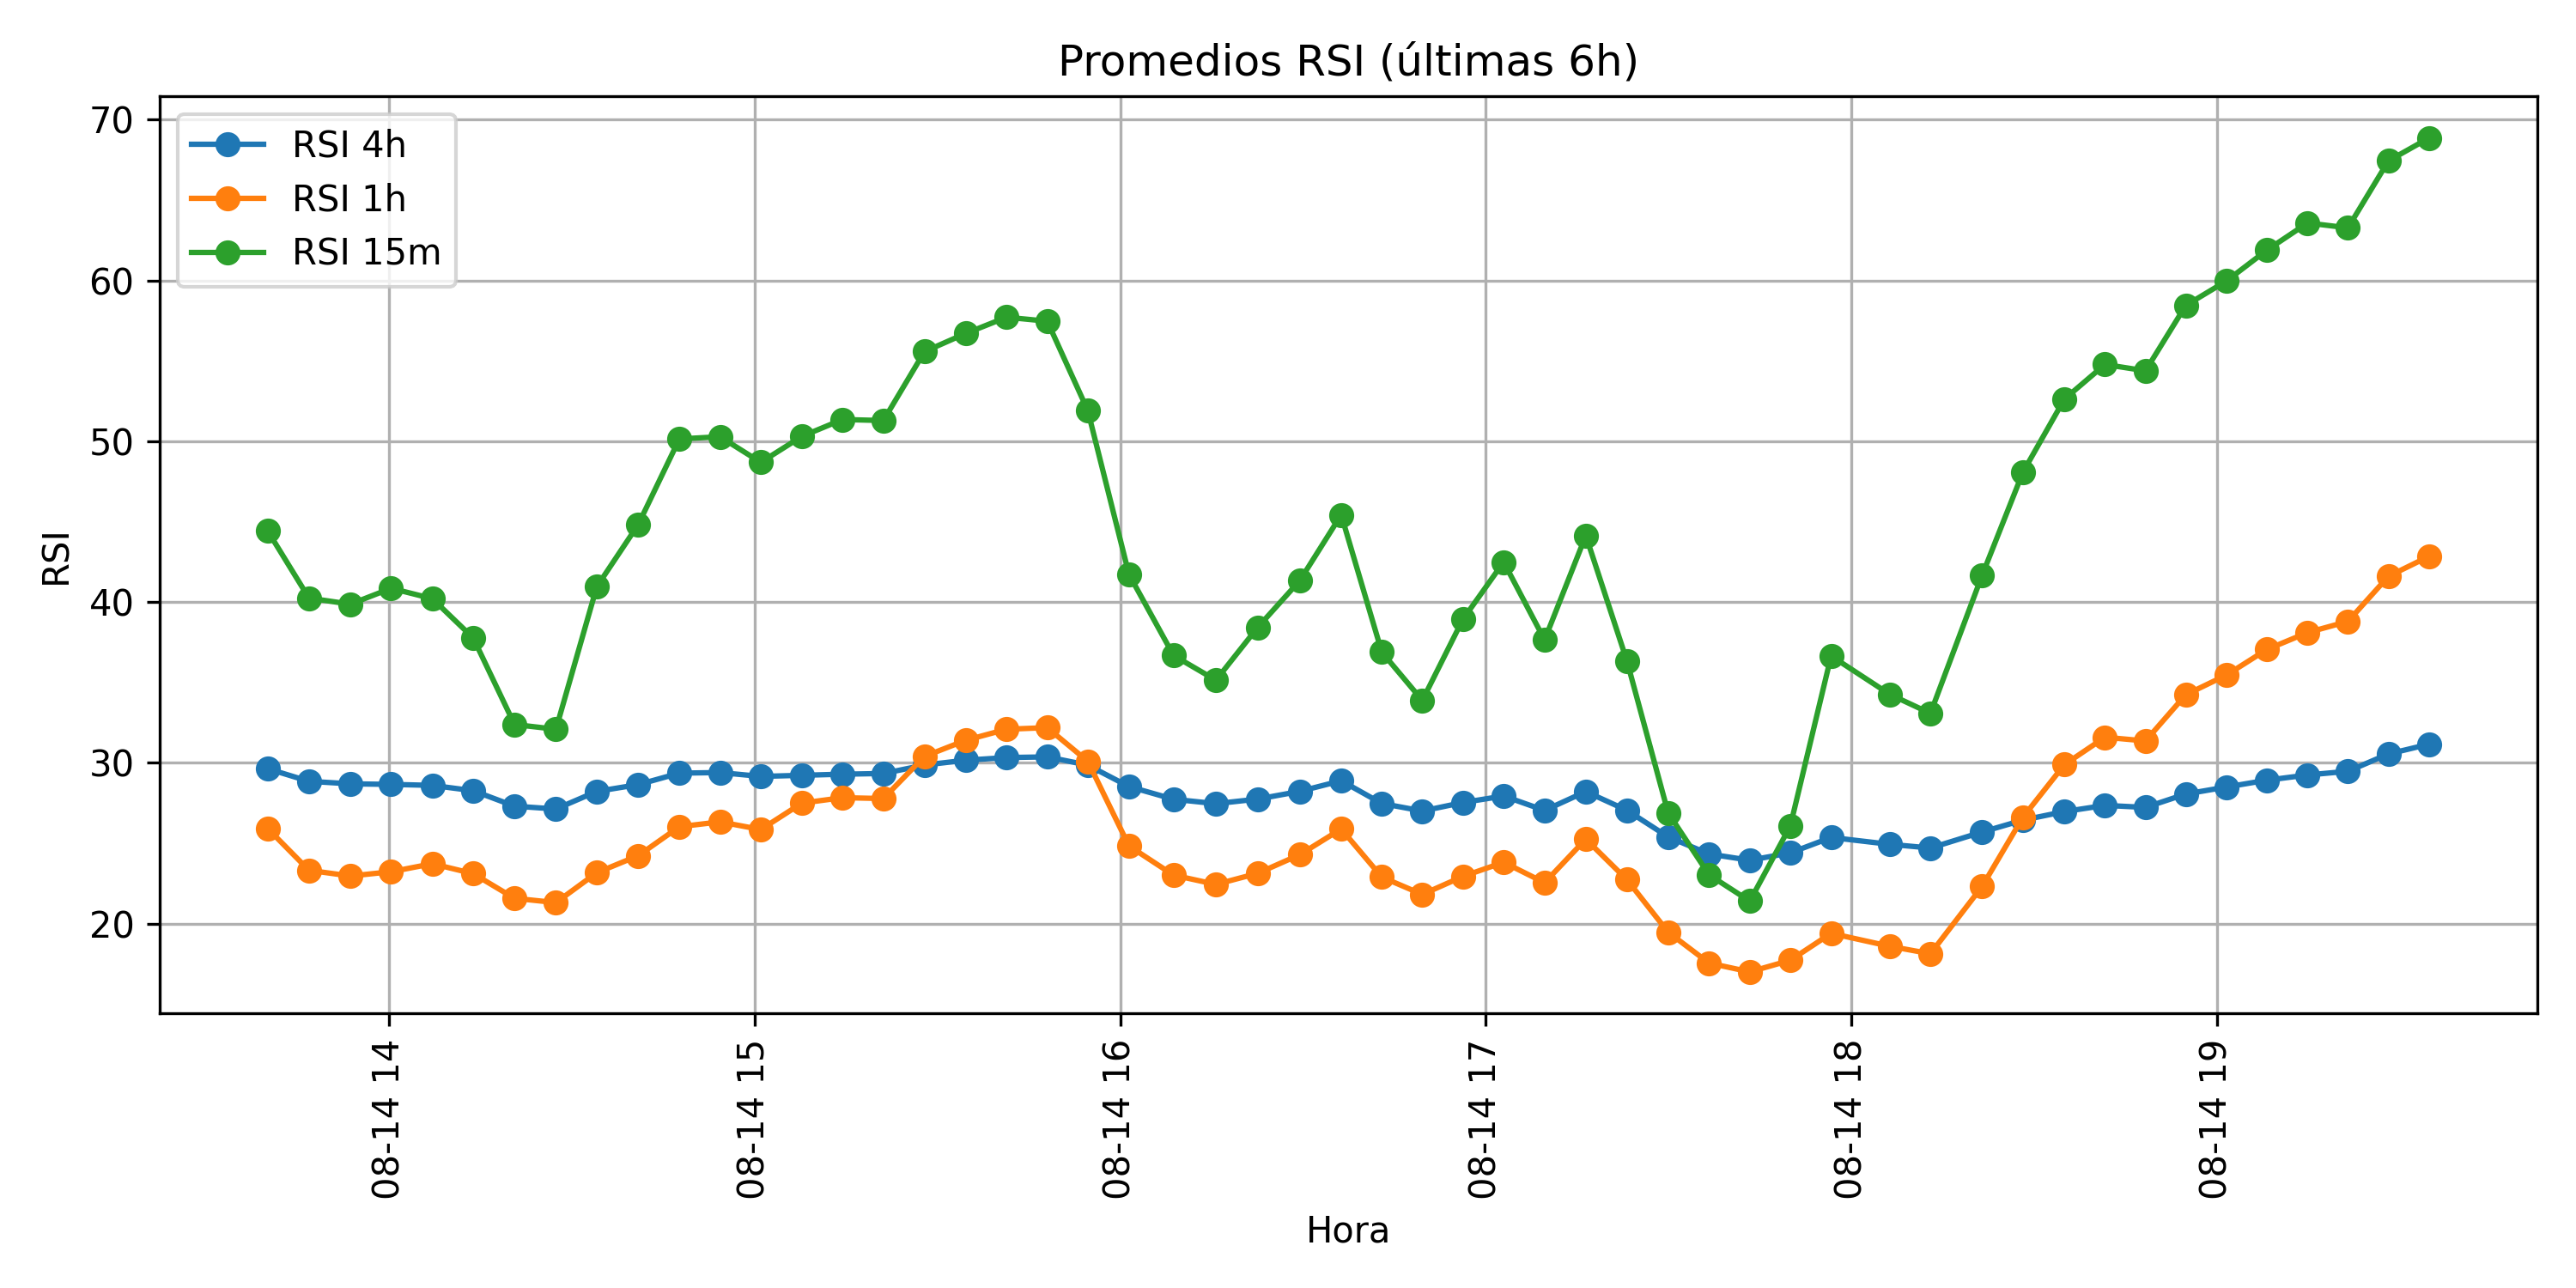 Promedios RSI (últimas 6h)
RSI 4h
RSI 1h
RSI 15m
RSI
70
60
50
40
30
20
08-14 14
08-14 15
08-14 16
08-14 17
08-14 18
08-14 19
Hora